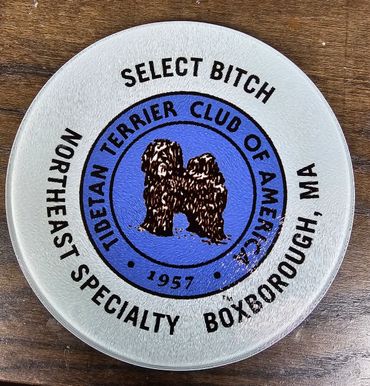 SELECT BITCH
TIBETAN TERRIER CLUB OF AMERICA
• 1957 •
NORTHEAST SPECIALTY BOXBOROUGH, MA